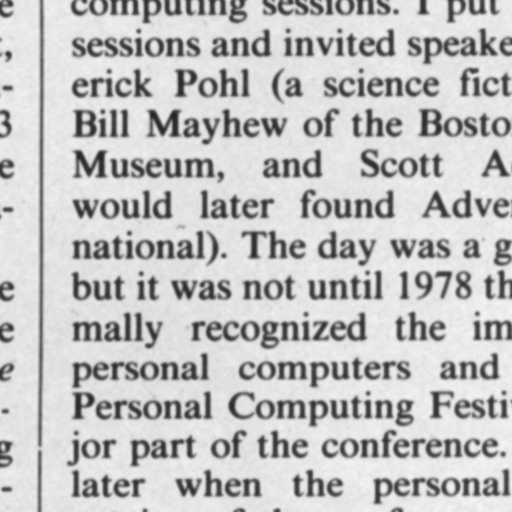 computing sessions. I put
sessions and invited speake
erick Pohl (a science fict
Bill Mayhew of the Bosto
Museum, and Scott A
would later found Adve
national). The day was a g
but it was not until 1978 th
mally recognized the im
personal computers and
Personal Computing Festi
jor part of the conference.
later when the personal